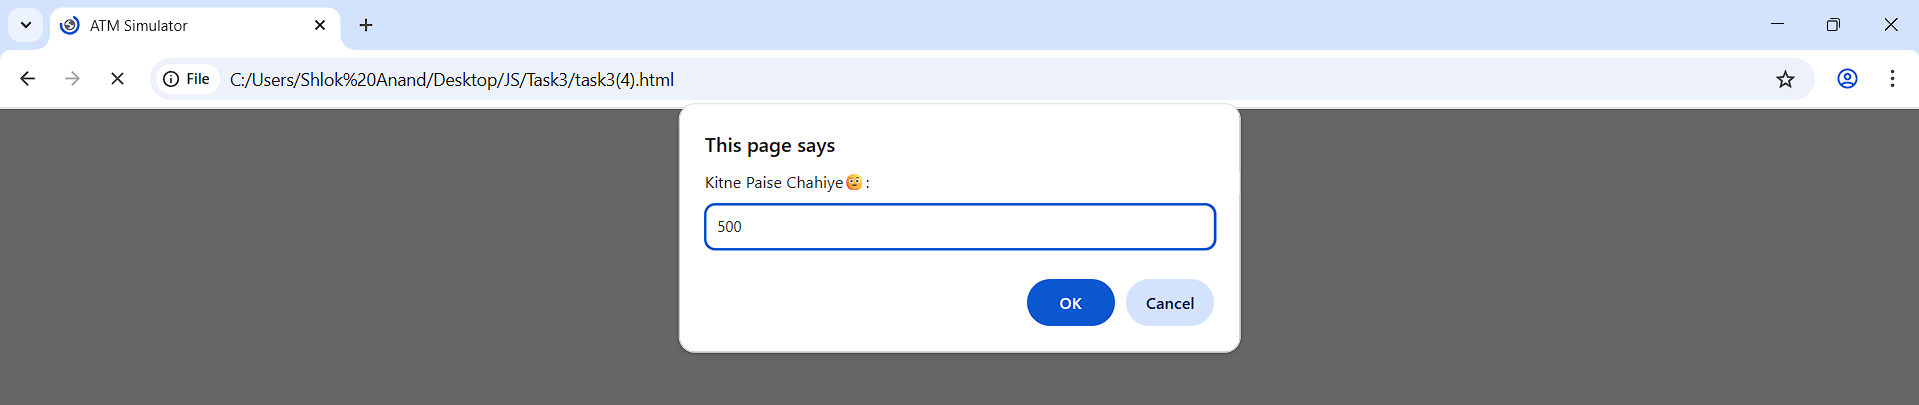 ATM Simulator
File C:/Users/Shlok%20Anand/Desktop/JS/Task3/task3(4).html
This page says
Kitne Paise Chahiye🤨:
500
OK Cancel